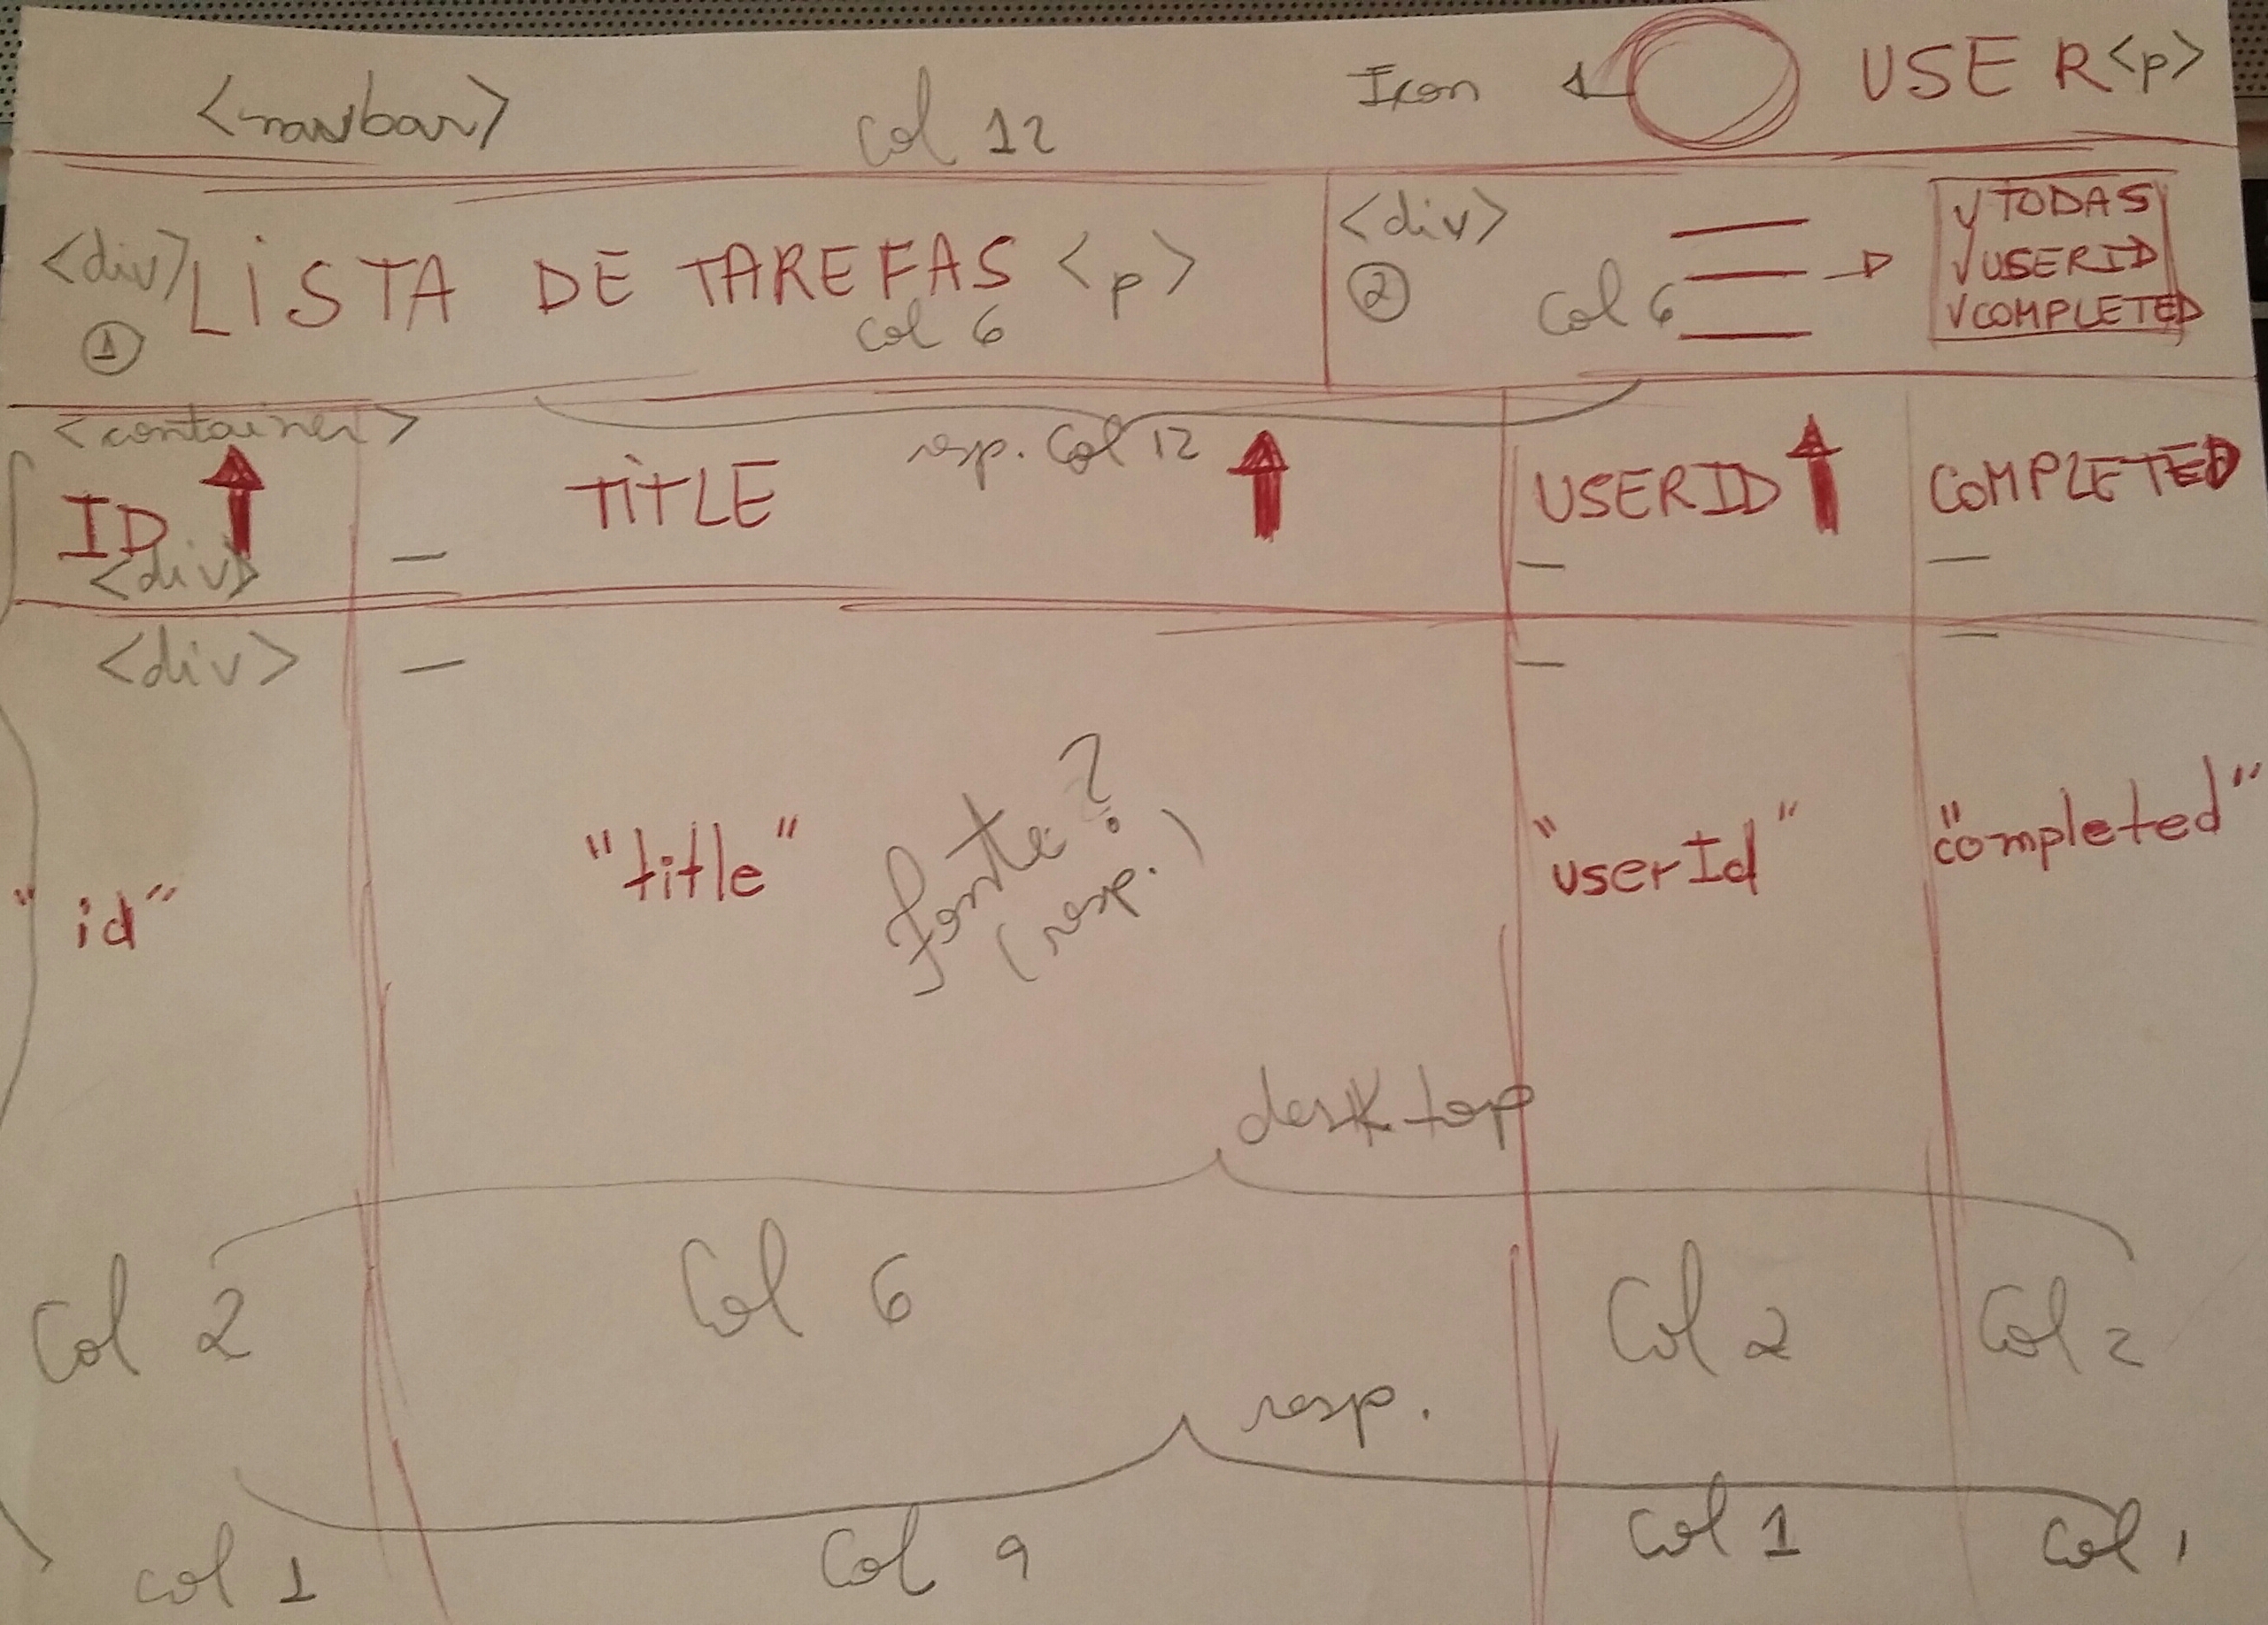 <navbar> col 12 Icon USER <p>
<div> LISTA DE TAREFAS <p>
1 col 6
<div>
2 col 6
TODAS
USERID
COMPLETED
<container>
resp. Col 12
ID TITLE USERID COMPLETED
<div>
<div>
"id" "title" "userId" "completed"
fonte?
(resp.)
desktop
Col 2 Col 6 Col 2 Col 2
resp.
col 1 Col 9 Col 1 Col 1